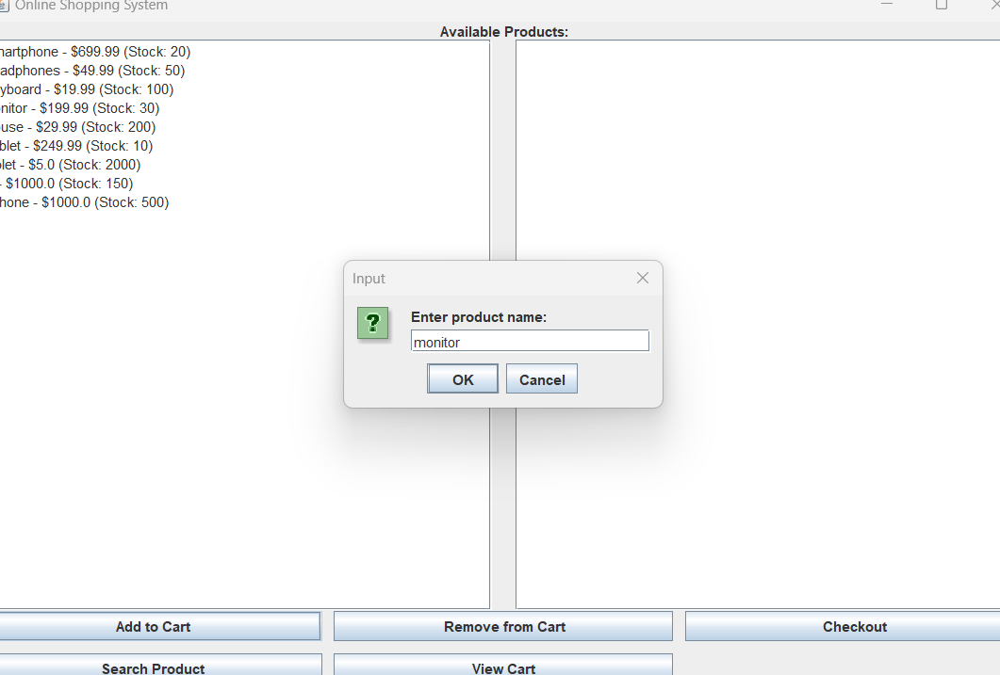 Online Shopping System
Available Products:
martphone - $699.99 (Stock: 20)
adphones - $49.99 (Stock: 50)
yboard - $19.99 (Stock: 100)
nitor - $199.99 (Stock: 30)
use - $29.99 (Stock: 200)
blet - $249.99 (Stock: 10)
let - $5.0 (Stock: 2000)
- $1000.0 (Stock: 150)
hone - $1000.0 (Stock: 500)
Input
?
Enter product name:
monitor
OK
Cancel
Add to Cart
Remove from Cart
Checkout
Search Product
View Cart